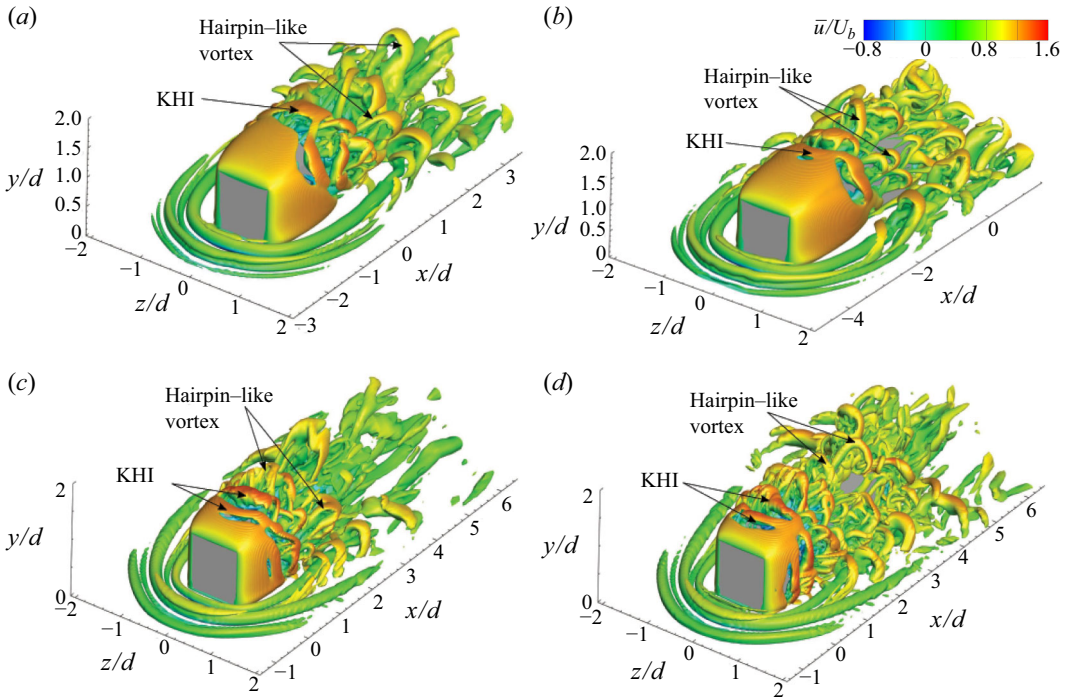 (a)
Hairpin–like
vortex
KHI
2.0
1.5
1.0
0.5
0
y/d
−2
−1
0
1
2
z/d
−3
−2
−1
0
1
2
3
x/d
(b)
u̅/U_b
−0.8 0 0.8 1.6
Hairpin–like
vortex
KHI
2.0
1.5
1.0
0.5
0
y/d
−2
−1
0
1
2
z/d
−4
−2
0
x/d
(c)
Hairpin–like
vortex
KHI
2
0
y/d
−2
−1
0
1
2
z/d
−1
0
1
2
3
4
5
6
x/d
(d)
Hairpin–like
vortex
KHI
2
0
y/d
−2
−1
0
1
2
z/d
−1
0
1
2
3
4
5
6
x/d